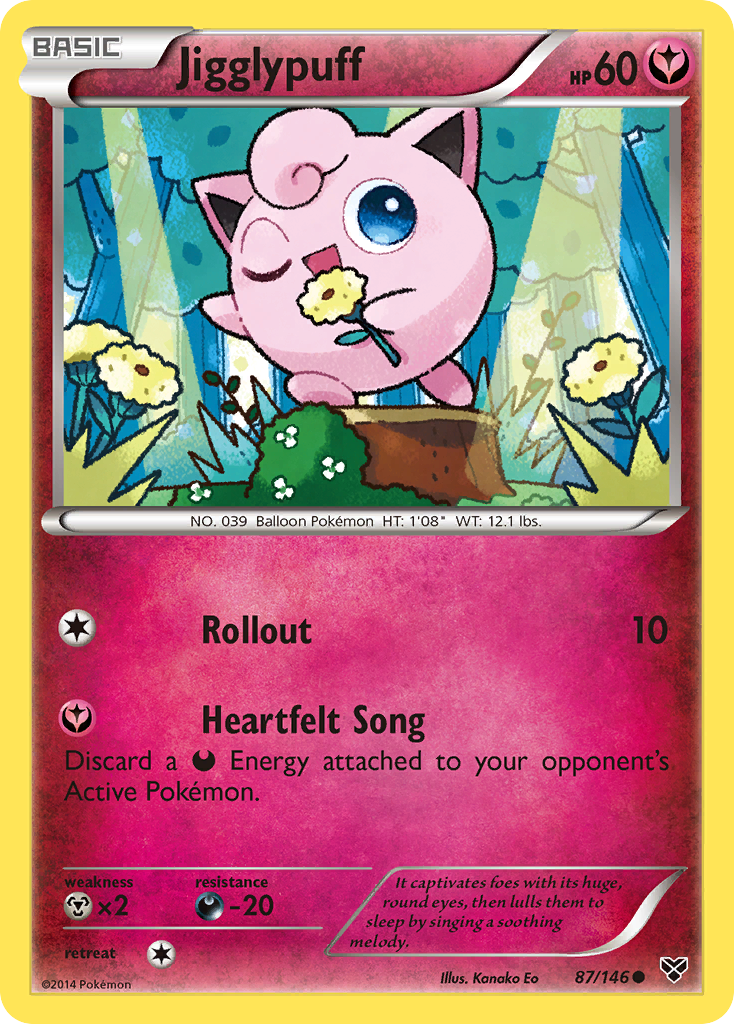 BASIC
Jigglypuff
HP60
NO. 039 Balloon Pokémon HT: 1'08" WT: 12.1 lbs.
Rollout 10
Heartfelt Song
Discard a Energy attached to your opponent's
Active Pokémon.
weakness
×2
resistance
-20
retreat
It captivates foes with its huge,
round eyes, then lulls them to
sleep by singing a soothing
melody.
©2014 Pokémon
Illus. Kanako Eo
87/146